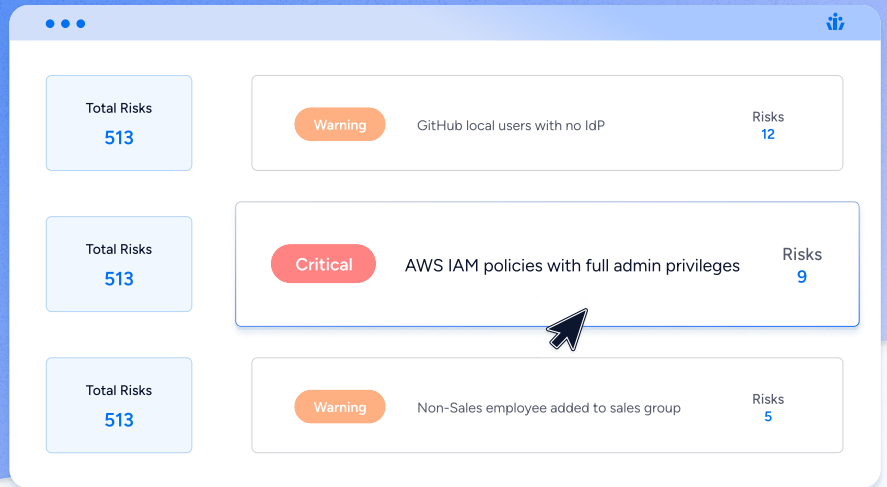 Total Risks
513
Warning
GitHub local users with no IdP
Risks
12
Total Risks
513
Critical
AWS IAM policies with full admin privileges
Risks
9
Total Risks
513
Warning
Non-Sales employee added to sales group
Risks
5